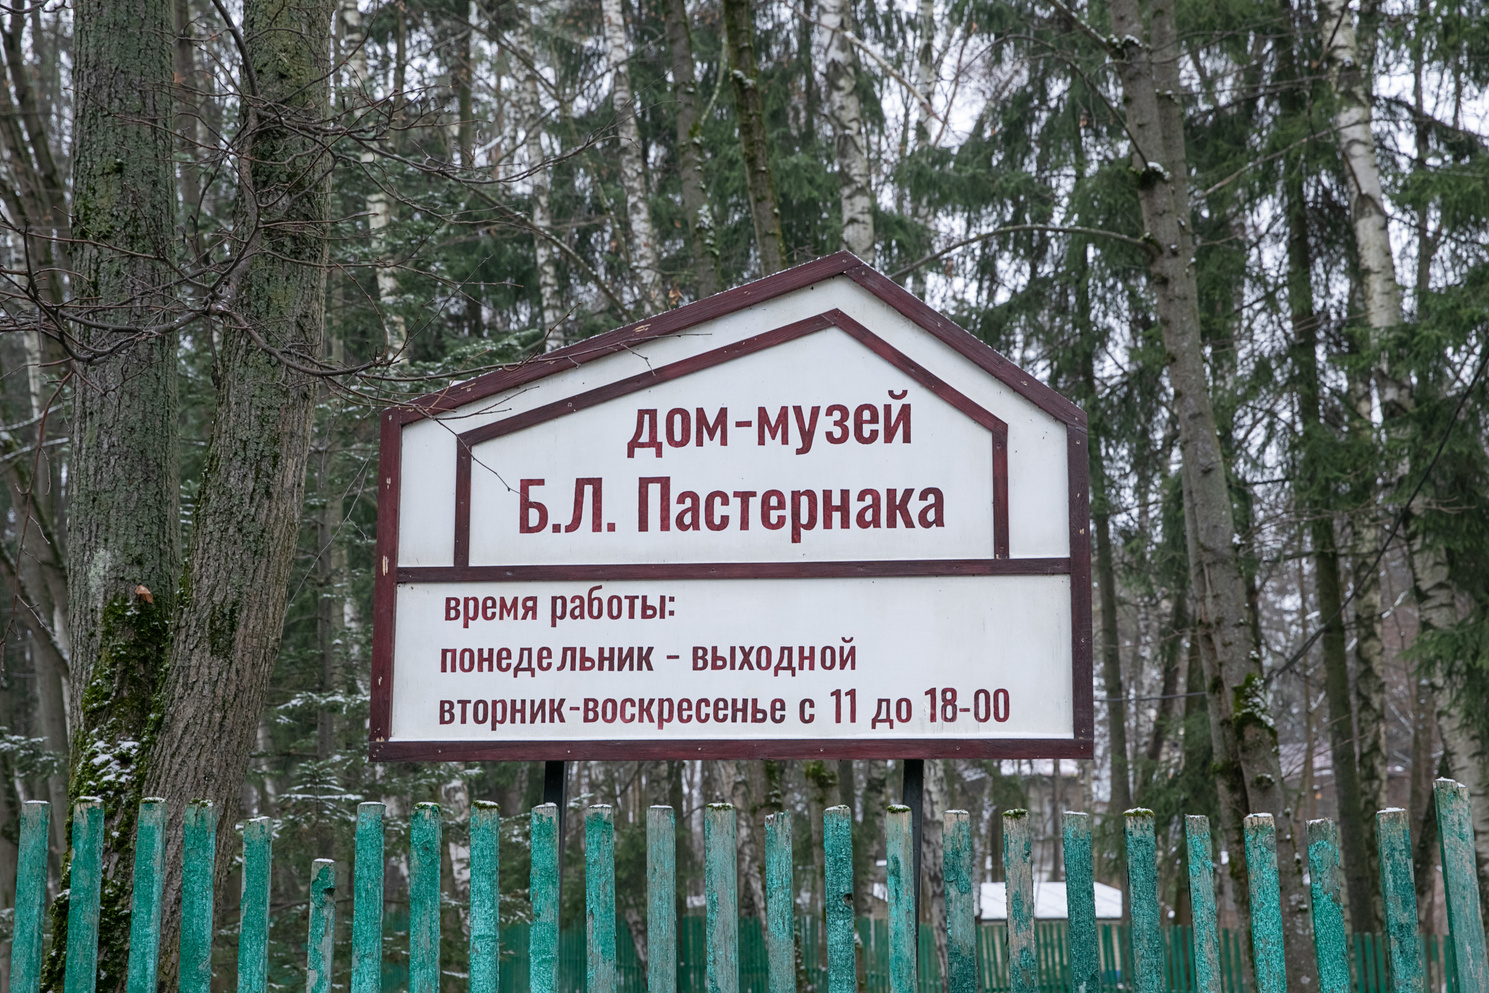 дом-музей
Б.Л. Пастернака
время работы:
понедельник - выходной
вторник-воскресенье с 11 до 18-00